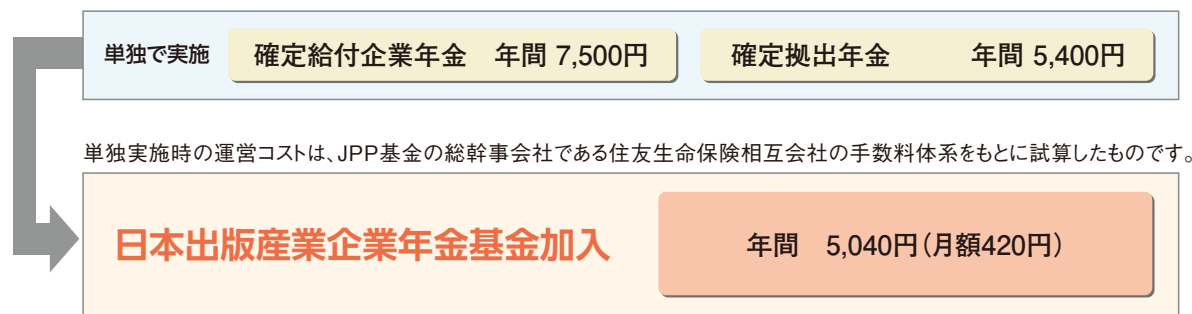 単独で実施 確定給付企業年金 年間 7,500円 確定拠出年金 年間 5,400円
単独実施時の運営コストは、JPP基金の総幹事会社である住友生命保険相互会社の手数料体系をもとに試算したものです。
日本出版産業企業年金基金加入 年間 5,040円(月額420円)